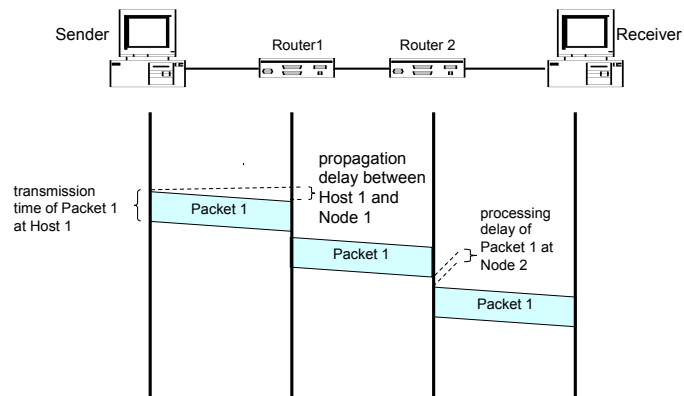 Sender
Router1
Router 2
Receiver
propagation
delay between
Host 1 and
Node 1
transmission
time of Packet 1
at Host 1
Packet 1
processing
delay of
Packet 1 at
Node 2
Packet 1
Packet 1